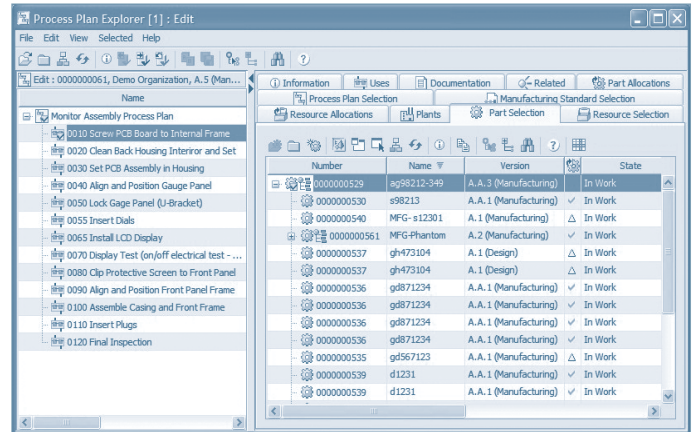 Process Plan Explorer [1] : Edit
File Edit View Selected Help
Edit : 0000000061, Demo Organization, A.5 (Man...
Name
Monitor Assembly Process Plan
0010 Screw PCB Board to Internal Frame
0020 Clean Back Housing Interiror and Set
0030 Set PCB Assembly in Housing
0040 Align and Position Gauge Panel
0050 Lock Gage Panel (U-Bracket)
0055 Insert Dials
0065 Install LCD Display
0070 Display Test (on/off electrical test - ...
0080 Clip Protective Screen to Front Panel
0090 Align and Position Front Panel Frame
0100 Assemble Casing and Front Frame
0110 Insert Plugs
0120 Final Inspection
Information Uses Documentation Related Part Allocations
Process Plan Selection Manufacturing Standard Selection
Resource Allocations Plants Part Selection Resource Selection
Number Name Version State
0000000529 ag98212-349 A.A.3 (Manufacturing) In Work
0000000530 s98213 A.A.1 (Manufacturing) In Work
0000000540 MFG- s12301 A.1 (Manufacturing) In Work
0000000561 MFG-Phantom A.2 (Manufacturing) In Work
0000000537 gh473104 A.1 (Design) In Work
0000000537 gh473104 A.1 (Design) In Work
0000000536 gd871234 A.A.1 (Manufacturing) In Work
0000000536 gd871234 A.A.1 (Manufacturing) In Work
0000000536 gd871234 A.A.1 (Manufacturing) In Work
0000000536 gd871234 A.A.1 (Manufacturing) In Work
0000000535 gd567123 A.A.1 (Manufacturing) In Work
0000000539 d1231 A.A.1 (Manufacturing) In Work
0000000539 d1231 A.A.1 (Manufacturing) In Work